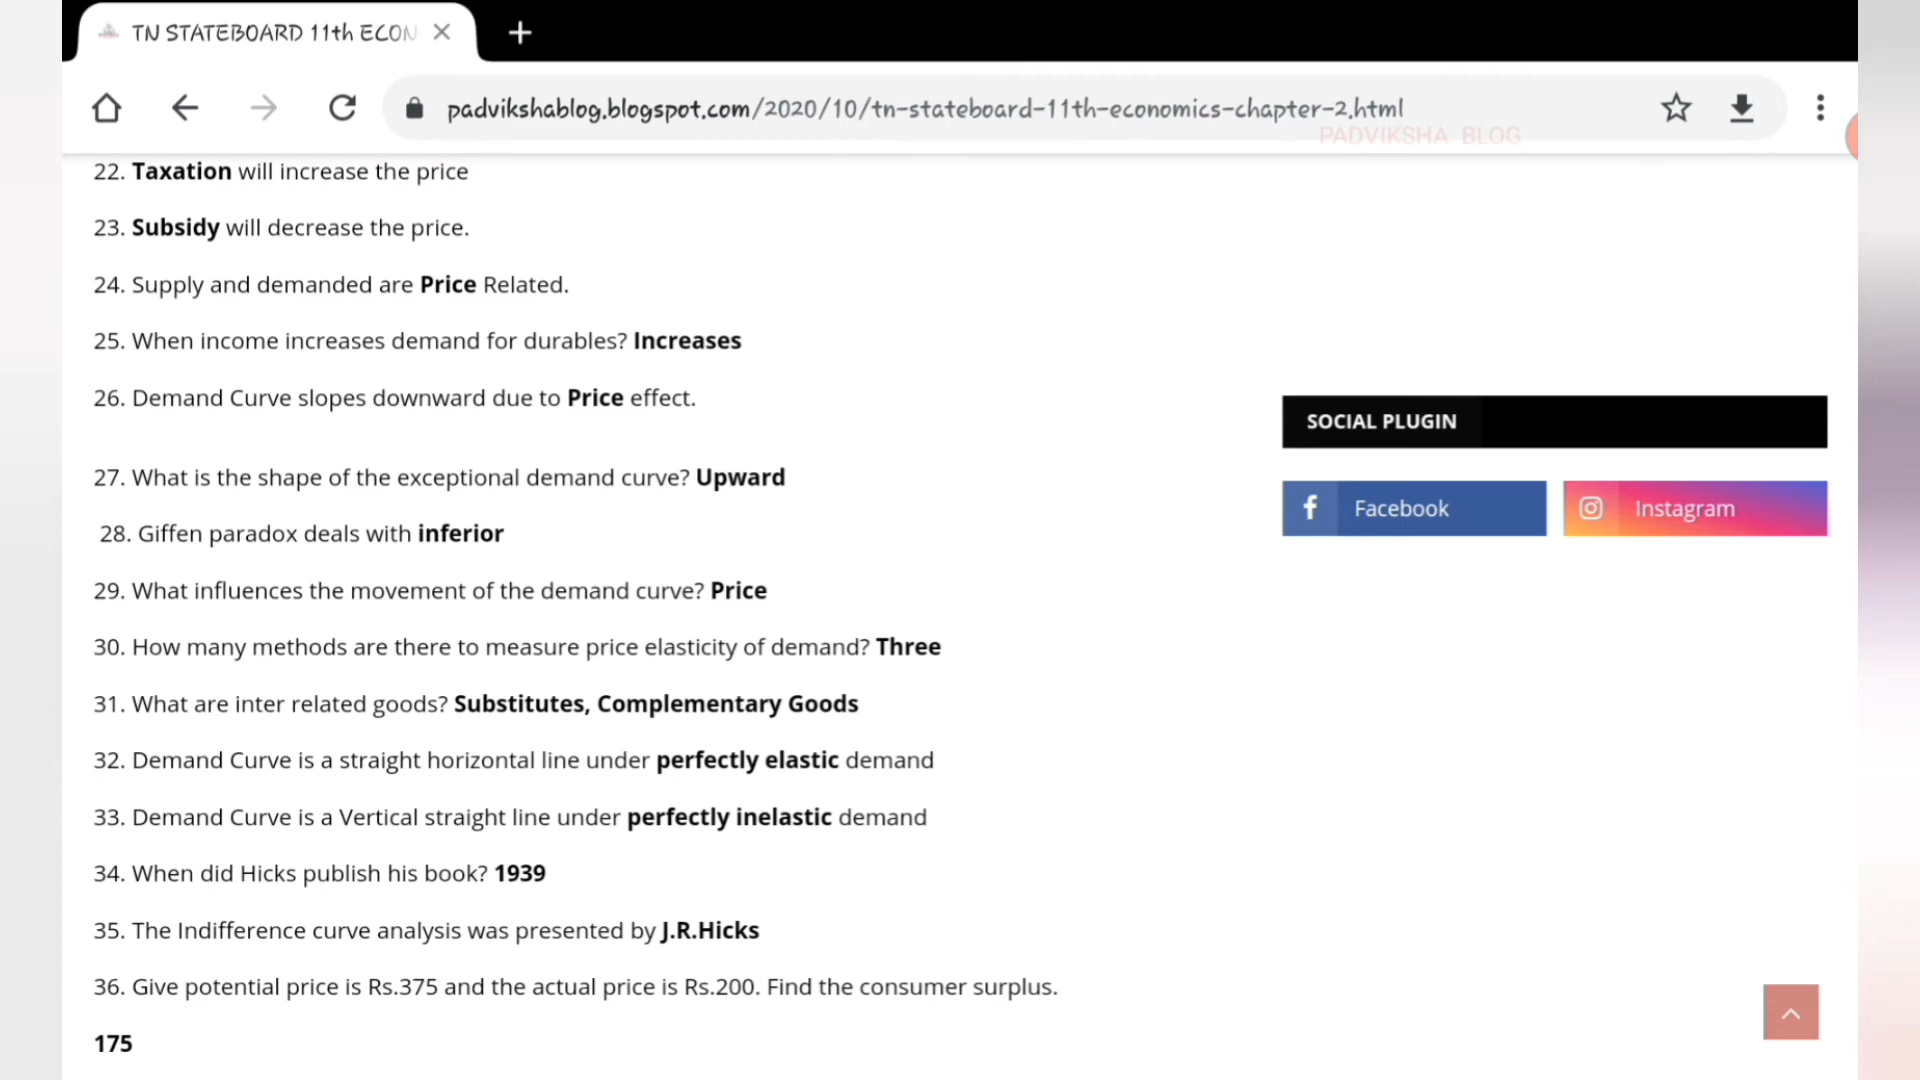 TN STATEBOARD 11th ECON
padvikshablog.blogspot.com/2020/10/tn-stateboard-11th-economics-chapter-2.html
PADVIKSHA BLOG
22. Taxation will increase the price
23. Subsidy will decrease the price.
24. Supply and demanded are Price Related.
25. When income increases demand for durables? Increases
26. Demand Curve slopes downward due to Price effect.
SOCIAL PLUGIN
27. What is the shape of the exceptional demand curve? Upward
Facebook
Instagram
28. Giffen paradox deals with inferior
29. What influences the movement of the demand curve? Price
30. How many methods are there to measure price elasticity of demand? Three
31. What are inter related goods? Substitutes, Complementary Goods
32. Demand Curve is a straight horizontal line under perfectly elastic demand
33. Demand Curve is a Vertical straight line under perfectly inelastic demand
34. When did Hicks publish his book? 1939
35. The Indifference curve analysis was presented by J.R.Hicks
36. Give potential price is Rs.375 and the actual price is Rs.200. Find the consumer surplus.
175